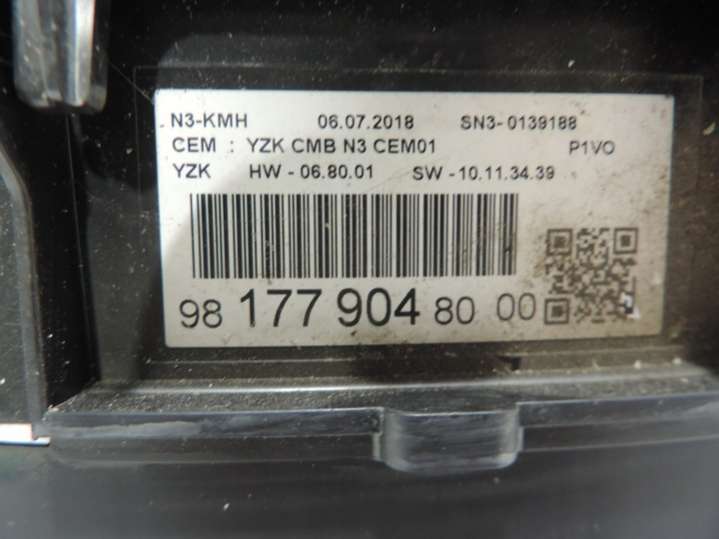 N3-KMH 06.07.2018 SN3-0139188
CEM : YZK CMB N3 CEM01 P1VO
YZK HW - 06.80.01 SW -10.11.34.39
98 177 904 80 00